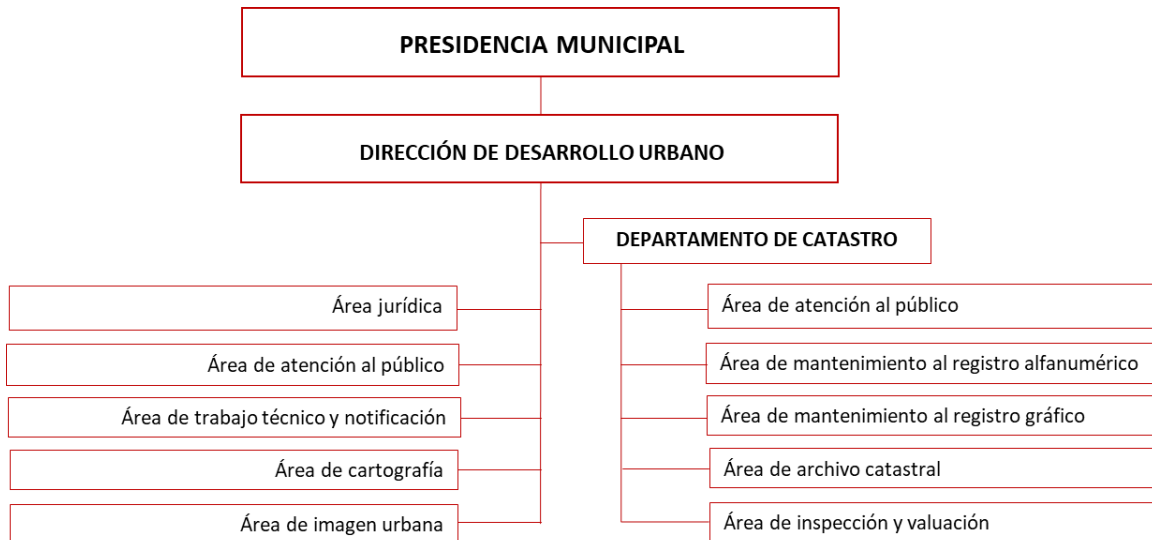 PRESIDENCIA MUNICIPAL
DIRECCIÓN DE DESARROLLO URBANO
DEPARTAMENTO DE CATASTRO
Área jurídica
Área de atención al público
Área de trabajo técnico y notificación
Área de cartografía
Área de imagen urbana
Área de atención al público
Área de mantenimiento al registro alfanumérico
Área de mantenimiento al registro gráfico
Área de archivo catastral
Área de inspección y valuación